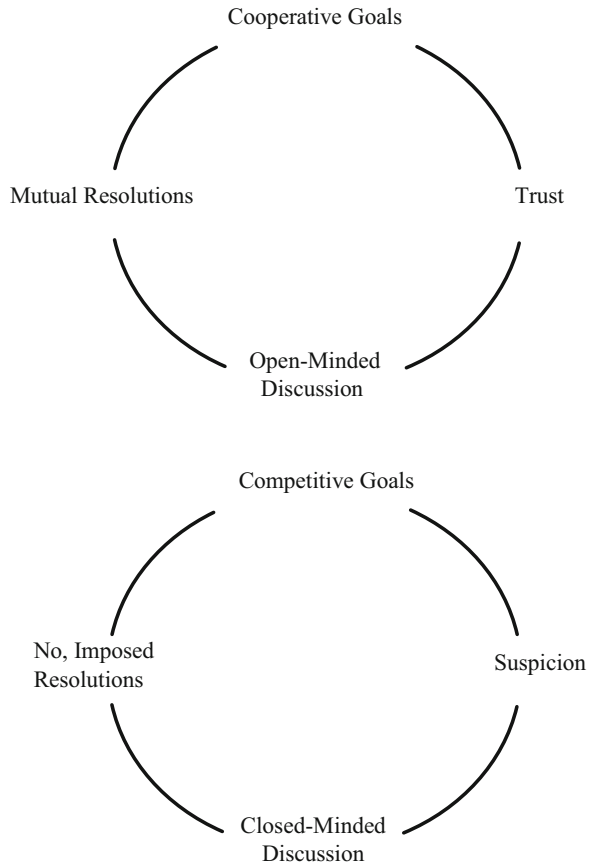 Cooperative Goals
Mutual Resolutions
Trust
Open-Minded
Discussion
Competitive Goals
No, Imposed
Resolutions
Suspicion
Closed-Minded
Discussion